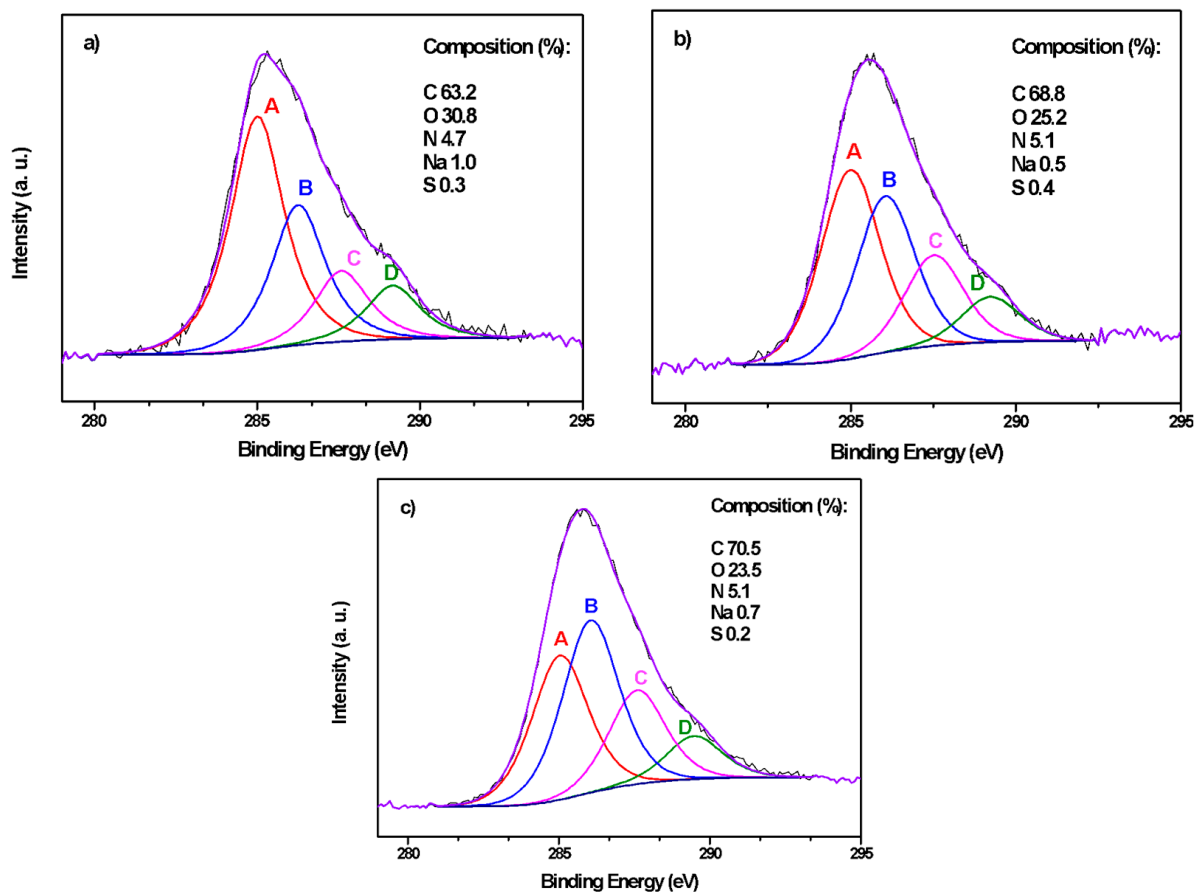 a)
Composition (%):
C 63.2
O 30.8
N 4.7
Na 1.0
S 0.3
A
B
C
D
Intensity (a. u.)
280
285
290
295
Binding Energy (eV)
b)
Composition (%):
C 68.8
O 25.2
N 5.1
Na 0.5
S 0.4
A
B
C
D
280
285
290
295
Binding Energy (eV)
c)
Composition (%):
C 70.5
O 23.5
N 5.1
Na 0.7
S 0.2
A
B
C
D
Intensity (a. u.)
280
285
290
295
Binding Energy (eV)